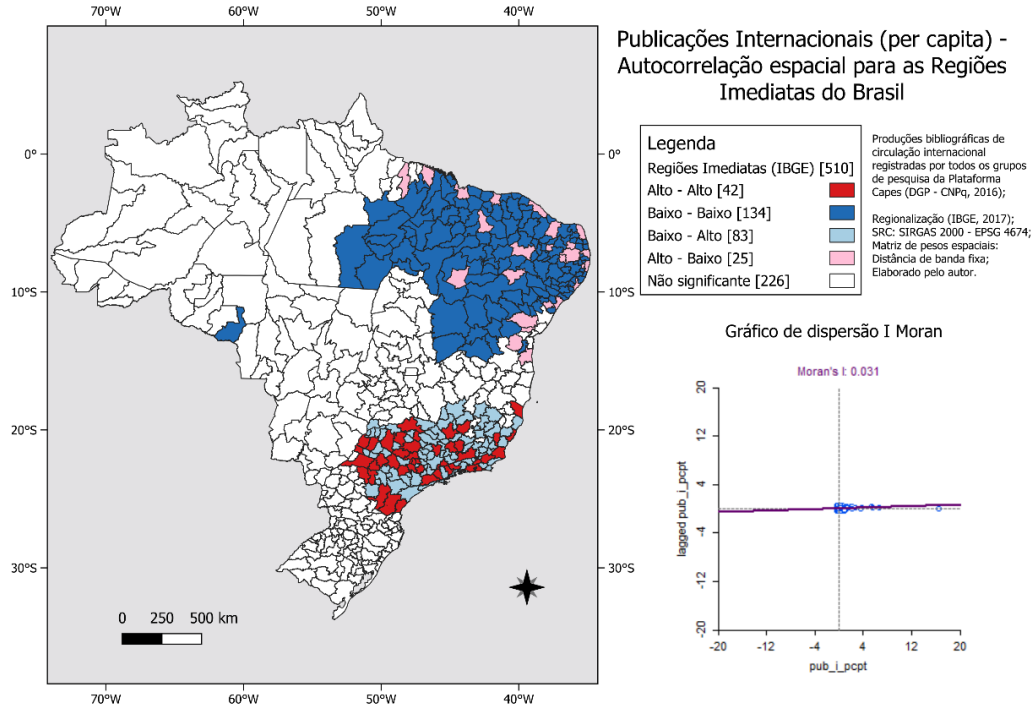 70°W 60°W 50°W 40°W
Publicações Internacionais (per capita) -
Autocorrelação espacial para as Regiões
Imediatas do Brasil
0°
10°S
20°S
30°S
0 250 500 km
70°W 60°W 50°W 40°W
Legenda
Regiões Imediatas (IBGE) [510]
Alto - Alto [42]
Baixo - Baixo [134]
Baixo - Alto [83]
Alto - Baixo [25]
Não significante [226]
Produções bibliográficas de
circulação internacional
registradas por todos os grupos
de pesquisa da Plataforma
Capes (DGP - CNPq, 2016);
Regionalização (IBGE, 2017);
SRC: SIRGAS 2000 - EPSG 4674;
Matriz de pesos espaciais:
Distância de banda fixa;
Elaborado pelo autor.
0°
10°S
20°S
30°S
Gráfico de dispersão I Moran
Moran's I: 0.031
lagged pub_i_pcpt
20
12
4
-4
-12
-20
-20 -12 -4 4 12 20
pub_i_pcpt